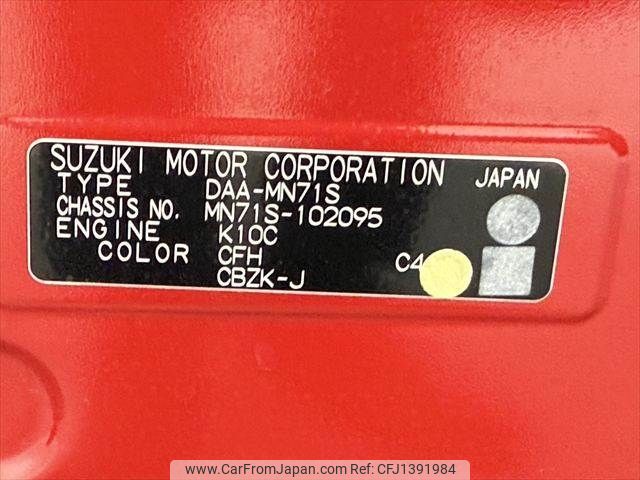 SUZUKI MOTOR CORPORATION JAPAN
TYPE DAA-MN71S
CHASSIS NO. MN71S-102095
ENGINE K10C
COLOR CFH C4
CBZK-J
www.CarFromJapan.com CFJ1391984